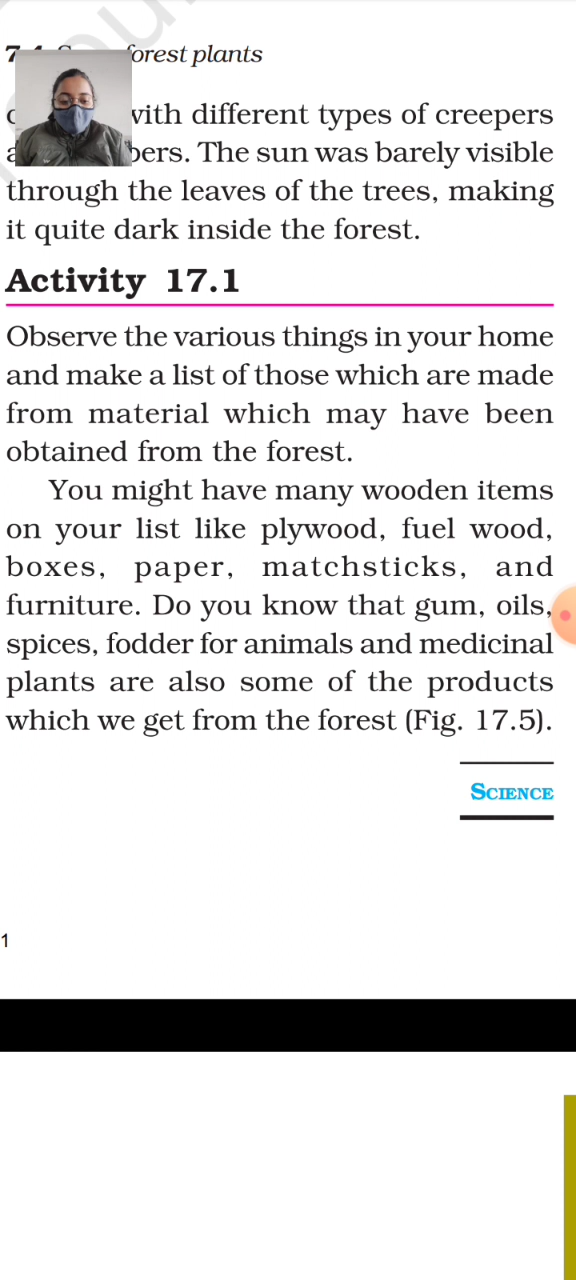 forest plants
with different types of creepers
The sun was barely visible
through the leaves of the trees, making
it quite dark inside the forest.
Activity 17.1
Observe the various things in your home
and make a list of those which are made
from material which may have been
obtained from the forest.
You might have many wooden items
on your list like plywood, fuel wood,
boxes, paper, matchsticks, and
furniture. Do you know that gum, oils,
spices, fodder for animals and medicinal
plants are also some of the products
which we get from the forest (Fig. 17.5).
SCIENCE
1